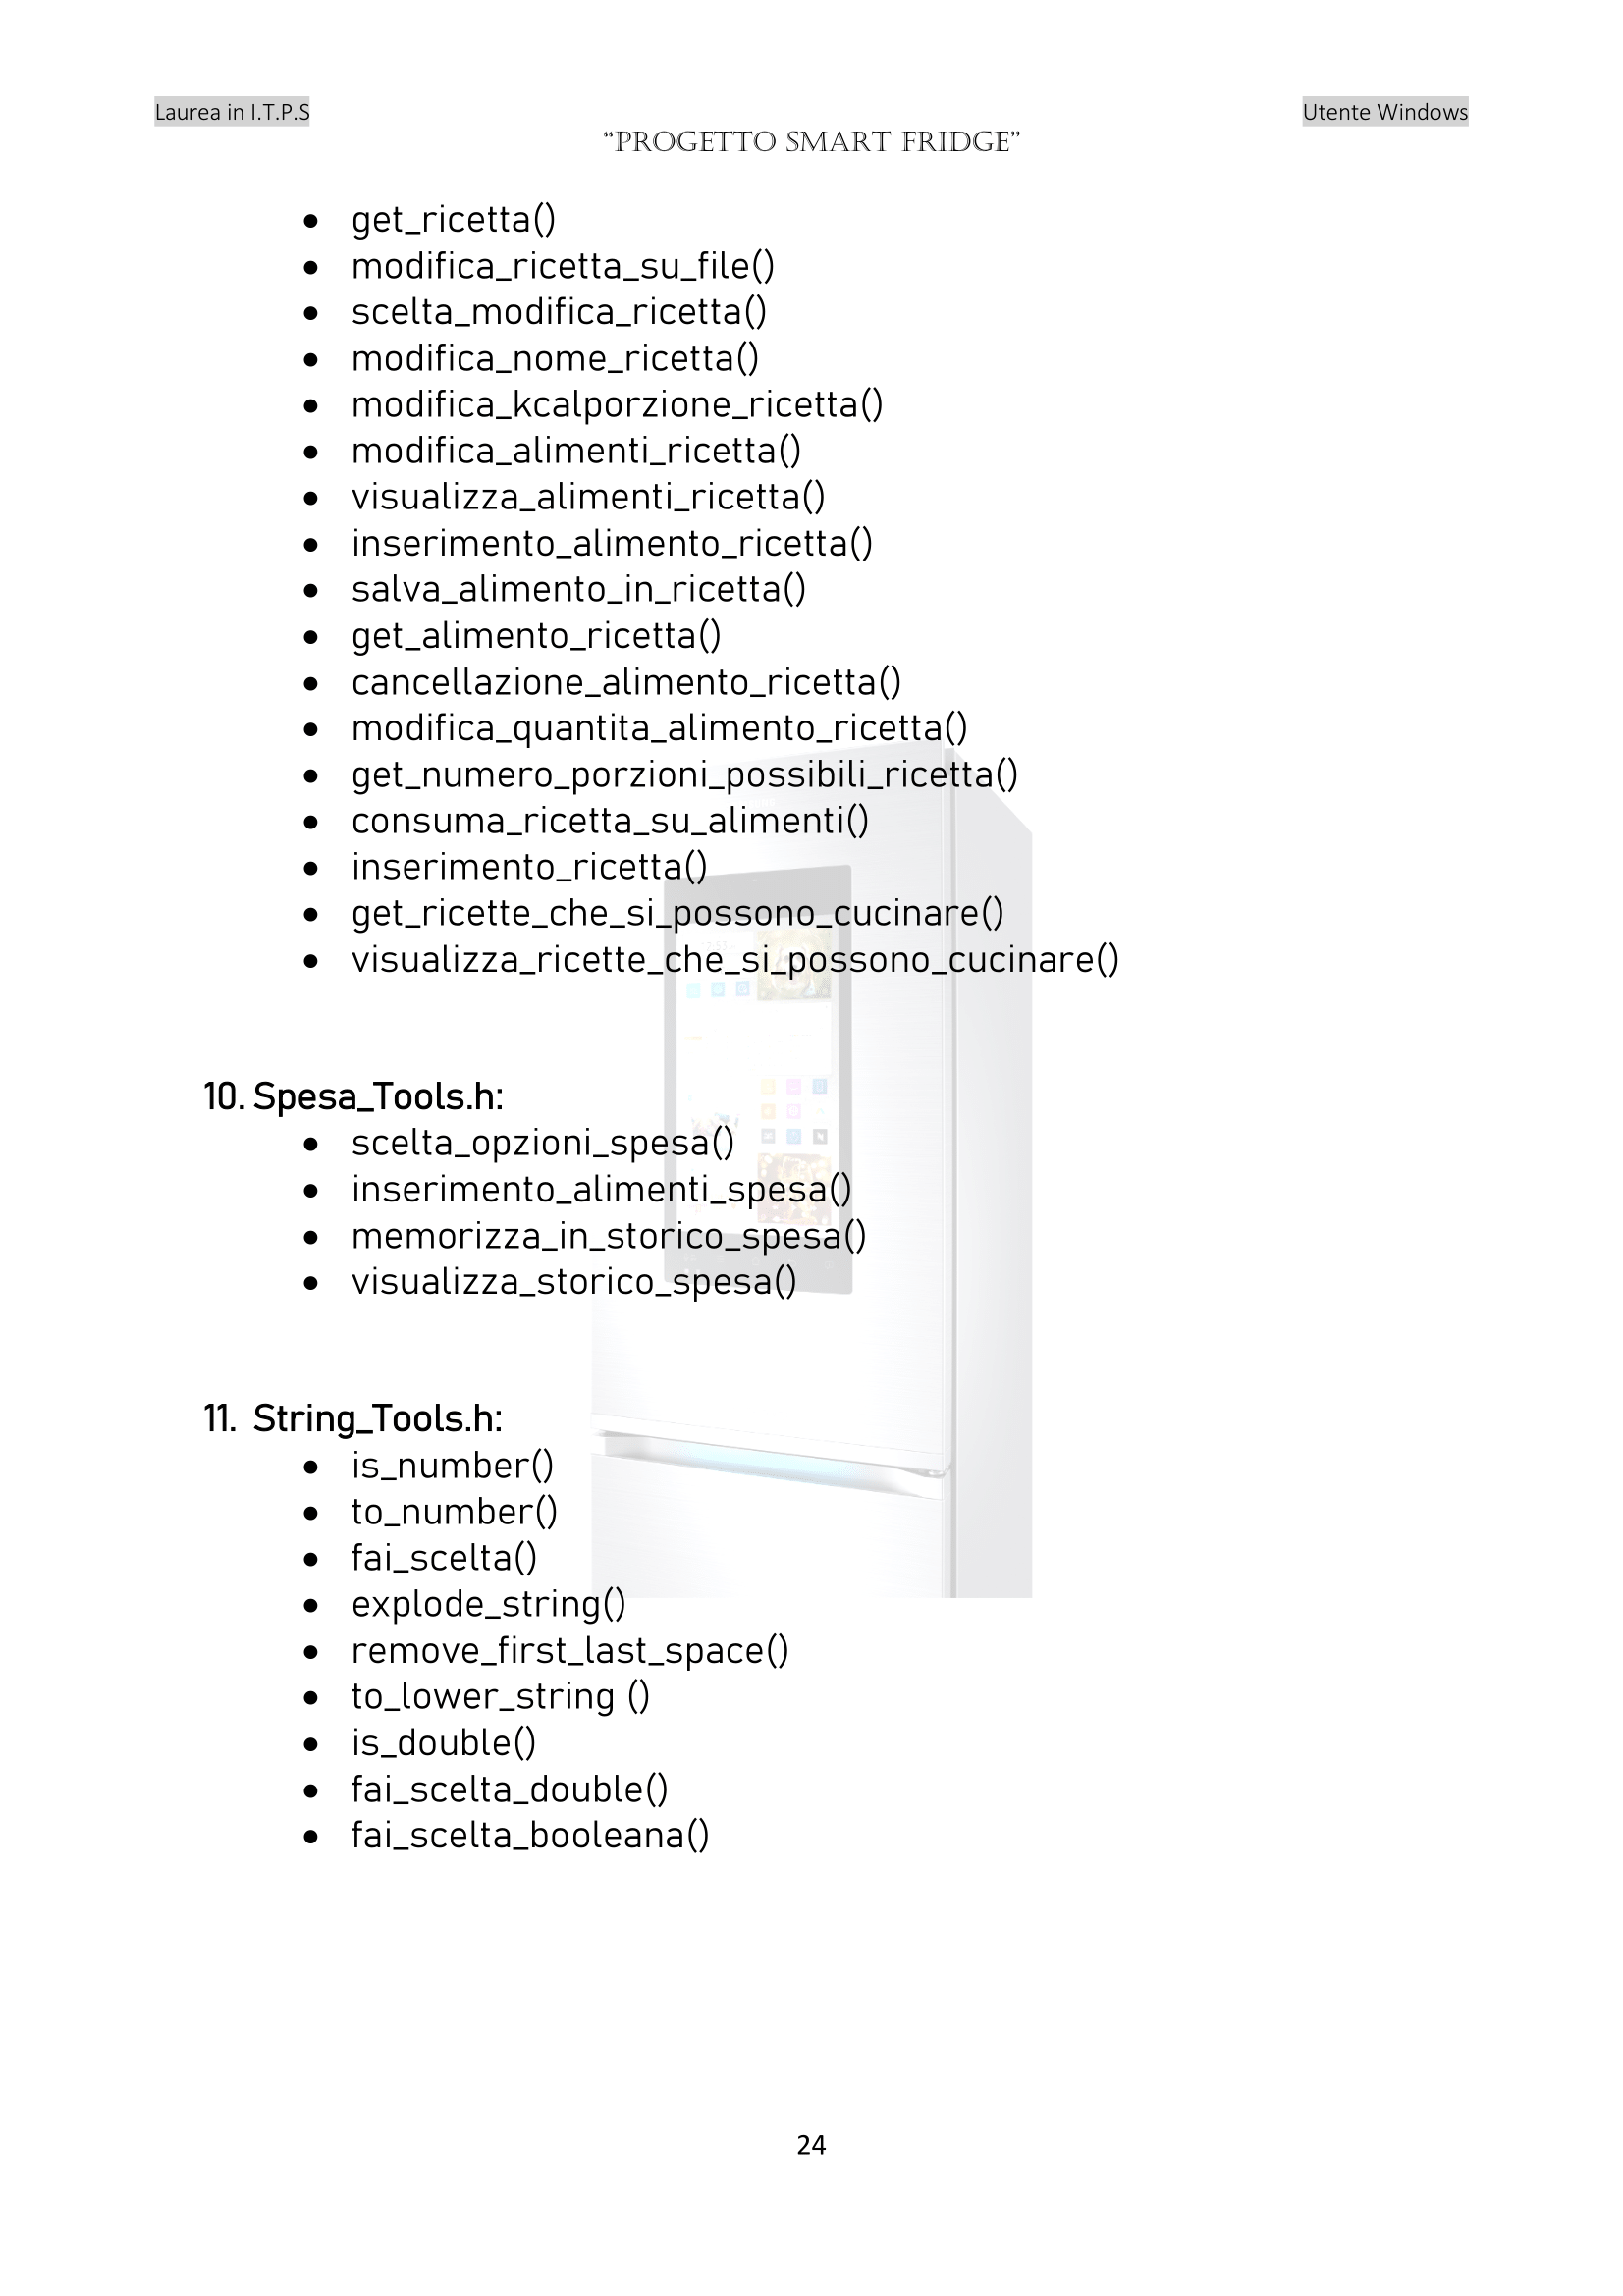 Laurea in I.T.P.S
Utente Windows
“PROGETTO SMART FRIDGE”
• get_ricetta()
• modifica_ricetta_su_file()
• scelta_modifica_ricetta()
• modifica_nome_ricetta()
• modifica_kcalporzione_ricetta()
• modifica_alimenti_ricetta()
• visualizza_alimenti_ricetta()
• inserimento_alimento_ricetta()
• salva_alimento_in_ricetta()
• get_alimento_ricetta()
• cancellazione_alimento_ricetta()
• modifica_quantita_alimento_ricetta()
• get_numero_porzioni_possibili_ricetta()
• consuma_ricetta_su_alimenti()
• inserimento_ricetta()
• get_ricette_che_si_possono_cucinare()
• visualizza_ricette_che_si_possono_cucinare()
10. Spesa_Tools.h:
• scelta_opzioni_spesa()
• inserimento_alimenti_spesa()
• memorizza_in_storico_spesa()
• visualizza_storico_spesa()
11. String_Tools.h:
• is_number()
• to_number()
• fai_scelta()
• explode_string()
• remove_first_last_space()
• to_lower_string ()
• is_double()
• fai_scelta_double()
• fai_scelta_booleana()
24